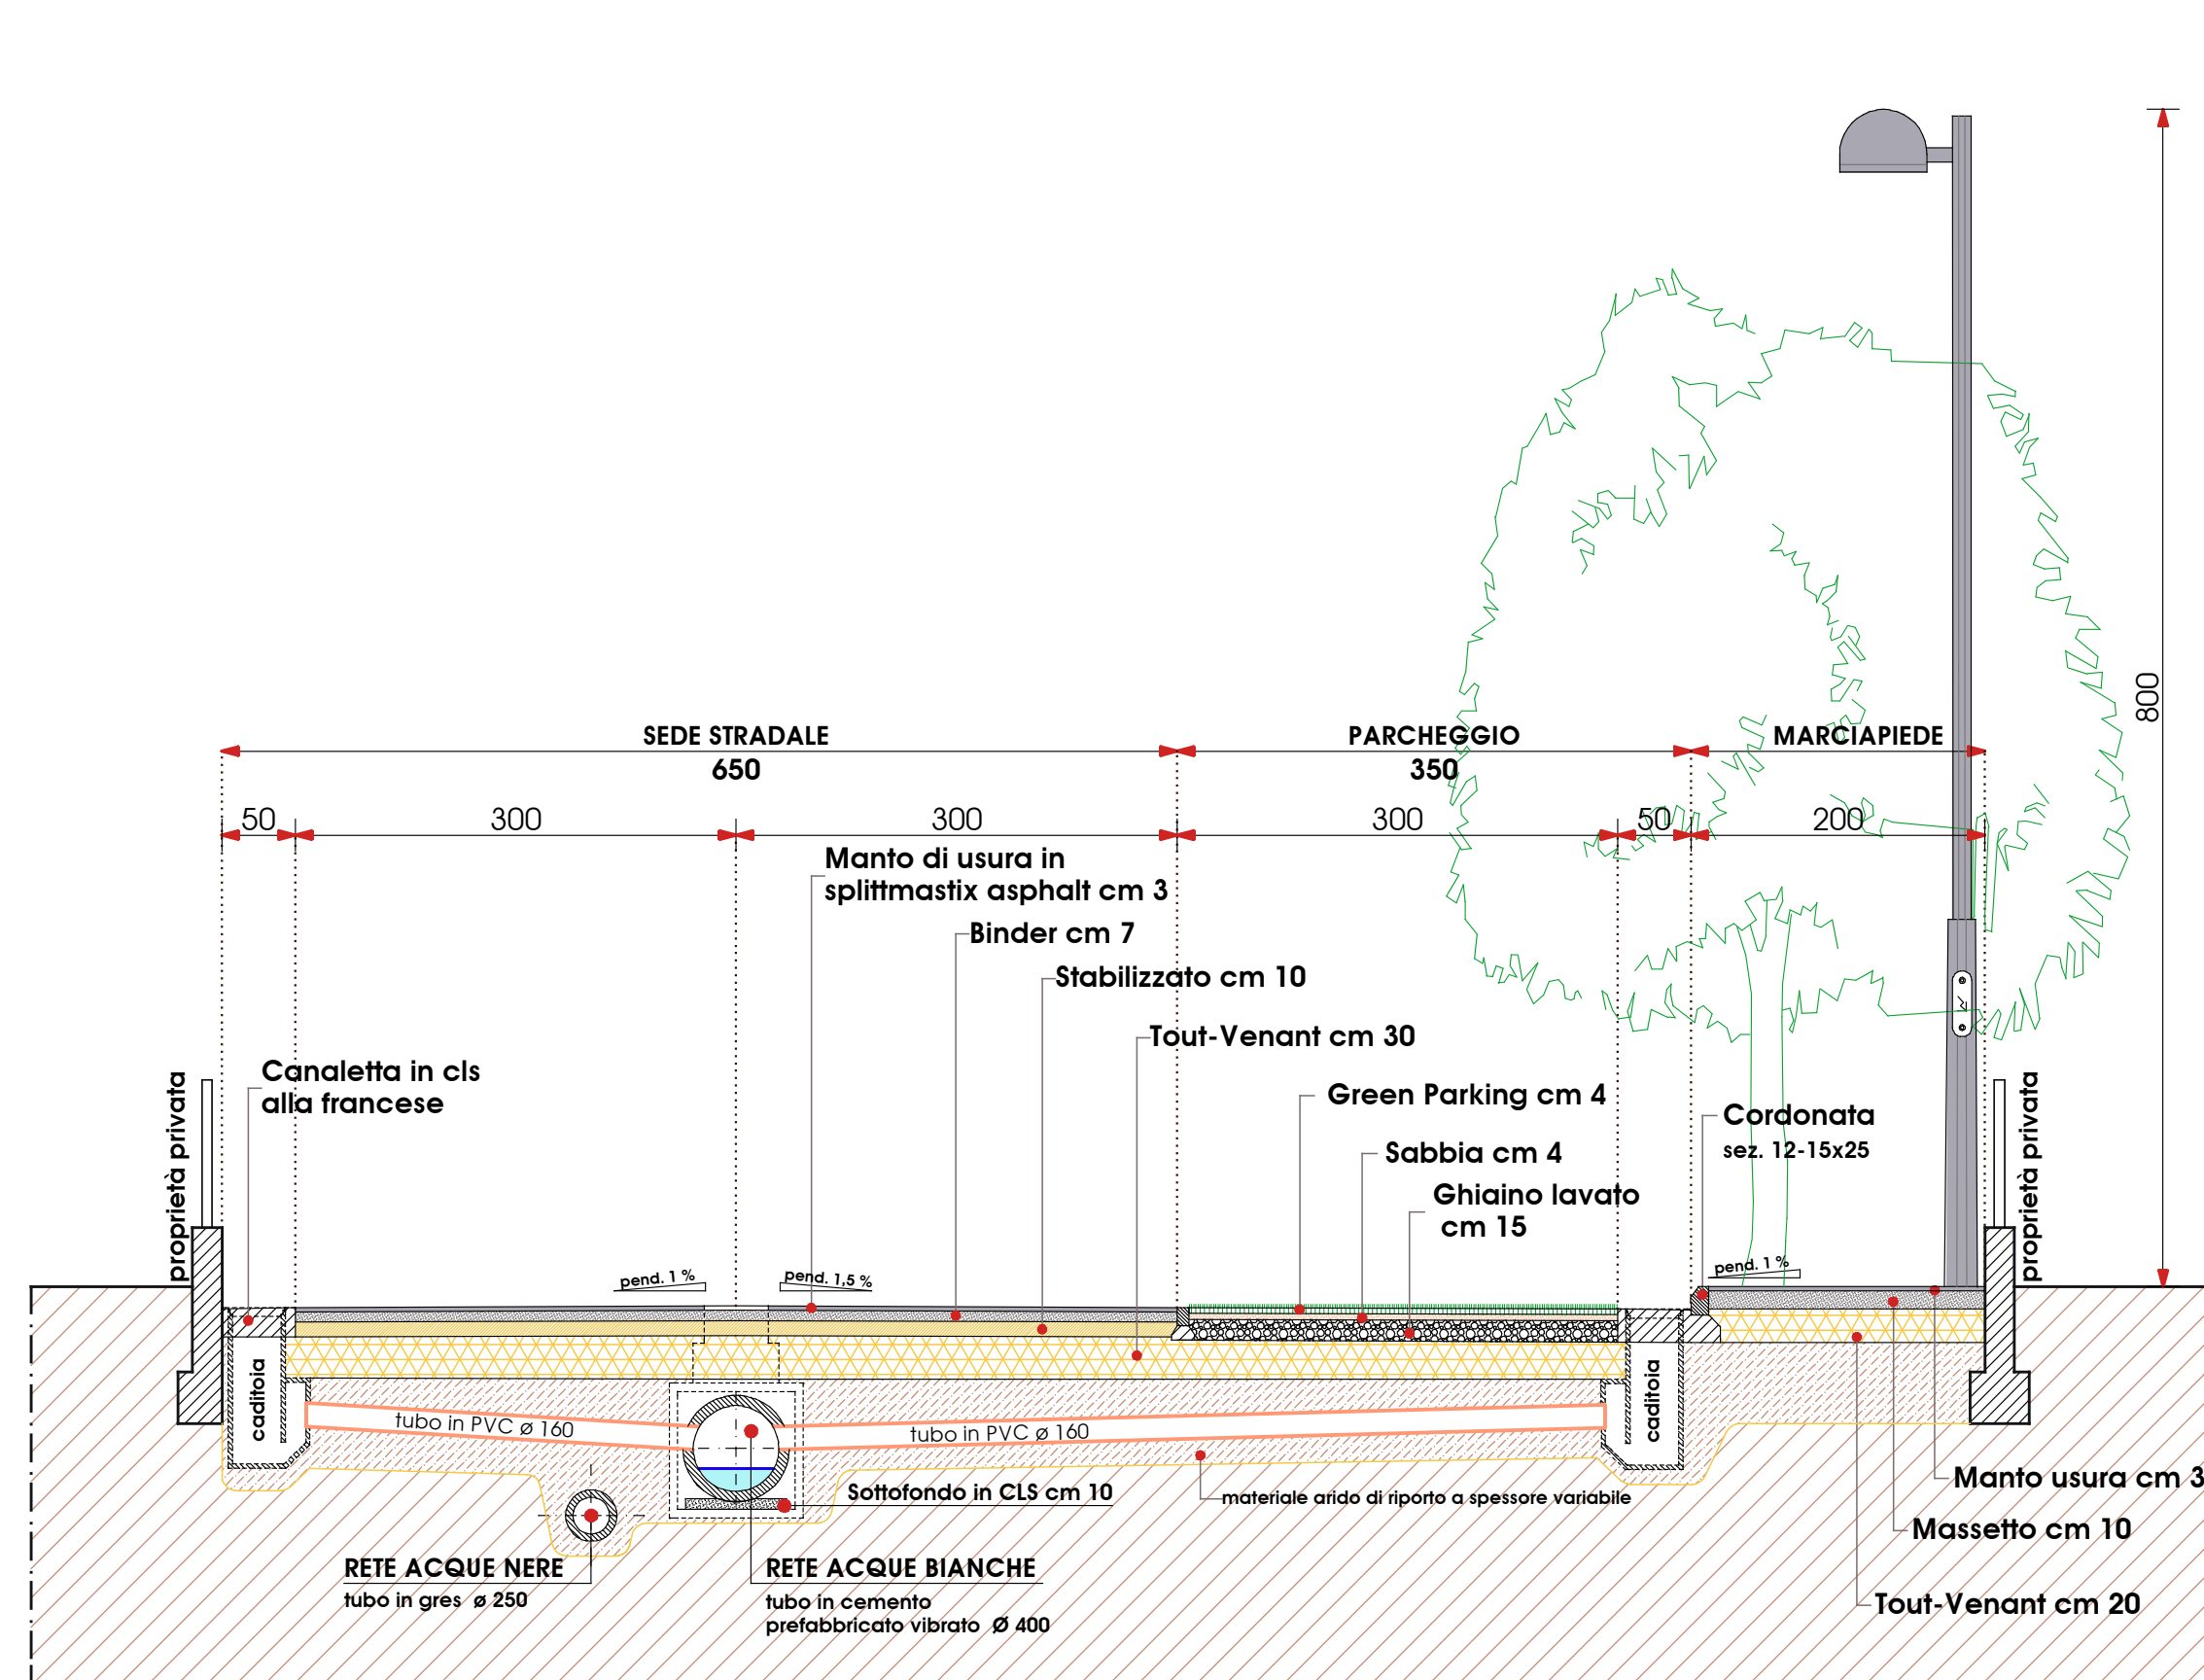 800
SEDE STRADALE
650
PARCHEGGIO
350
MARCIAPIEDE
50
300
300
300
50
200
Manto di usura in
splittmastix asphalt cm 3
Binder cm 7
Stabilizzato cm 10
Tout-Venant cm 30
Canaletta in cls
alla francese
Green Parking cm 4
Cordonata
sez. 12-15x25
Sabbia cm 4
Ghiaino lavato
cm 15
proprietà privata
proprietà privata
pend. 1 %
pend. 1,5 %
pend. 1 %
caditoia
caditoia
tubo in PVC ø 160
tubo in PVC ø 160
Sottofondo in CLS cm 10
materiale arido di riporto a spessore variabile
Manto usura cm 3
Massetto cm 10
RETE ACQUE NERE
tubo in gres ø 250
RETE ACQUE BIANCHE
tubo in cemento
prefabbricato vibrato Ø 400
Tout-Venant cm 20